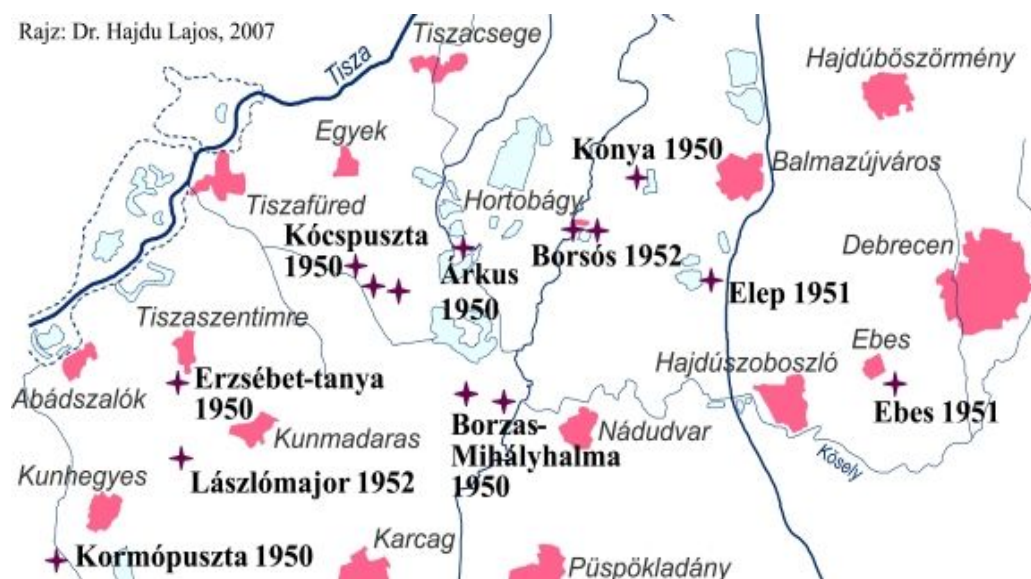 Rajz: Dr. Hajdu Lajos, 2007
Tiszacsege
Tisza
Hajdúböszörmény
Egyek
Kónya 1950
Balmazújváros
Tiszafüred
Hortobágy
Kócspuszta
1950
Árkus
1950
Borsós 1952
Debrecen
Elep 1951
Tiszaszentimre
Abádszalók
Erzsébet-tanya
1950
Hajdúszoboszló
Ebes
Ebes 1951
Kunmadaras
Borzas-
Mihályhalma
1950
Nádudvar
Kösely
Kunhegyes
Lászlómajor 1952
Kormópuszta 1950
Karcag
Püspökladány